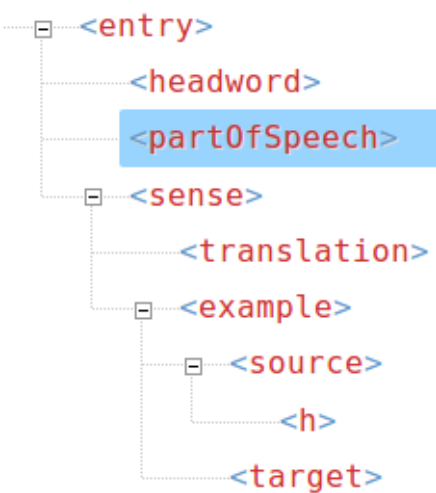 <entry>
<headword>
<partOfSpeech>
<sense>
<translation>
<example>
<source>
<h>
<target>